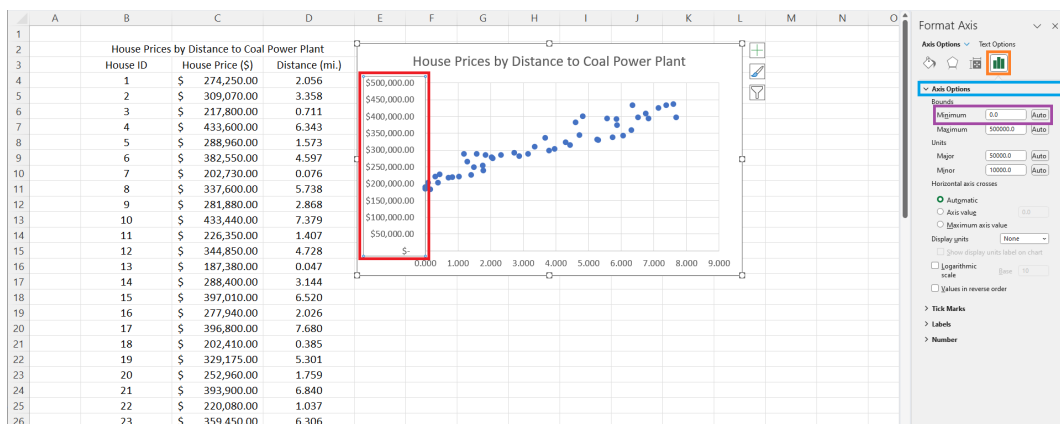 A B C D E F G H I J K L M N O
1
2 House Prices by Distance to Coal Power Plant
3 House ID House Price ($) Distance (mi.)
4 1 $ 274,250.00 2.056
5 2 $ 309,070.00 3.358
6 3 $ 217,800.00 0.711
7 4 $ 433,600.00 6.343
8 5 $ 288,960.00 1.573
9 6 $ 382,550.00 4.597
10 7 $ 202,730.00 0.076
11 8 $ 337,600.00 5.738
12 9 $ 281,880.00 2.868
13 10 $ 433,440.00 7.379
14 11 $ 226,350.00 1.407
15 12 $ 344,850.00 4.728
16 13 $ 187,380.00 0.047
17 14 $ 288,400.00 3.144
18 15 $ 397,010.00 6.520
19 16 $ 277,940.00 2.026
20 17 $ 396,800.00 7.680
21 18 $ 202,410.00 0.385
22 19 $ 329,175.00 5.301
23 20 $ 252,960.00 1.759
24 21 $ 393,900.00 6.840
25 22 $ 220,080.00 1.037
26 23 $ 359,450.00 6.306
House Prices by Distance to Coal Power Plant
$500,000.00
$450,000.00
$400,000.00
$350,000.00
$300,000.00
$250,000.00
$200,000.00
$150,000.00
$100,000.00
$50,000.00
$-
0.000 1.000 2.000 3.000 4.000 5.000 6.000 7.000 8.000 9.000
Format Axis
Axis Options Text Options
Axis Options
Bounds
Minimum 0.0 Auto
Maximum 500000.0 Auto
Units
Major 50000.0 Auto
Minor 10000.0 Auto
Horizontal axis crosses
Automatic
Axis value 0.0
Maximum axis value
Display units None
Show display units label on chart
Logarithmic scale Base 10
Values in reverse order
Tick Marks
Labels
Number